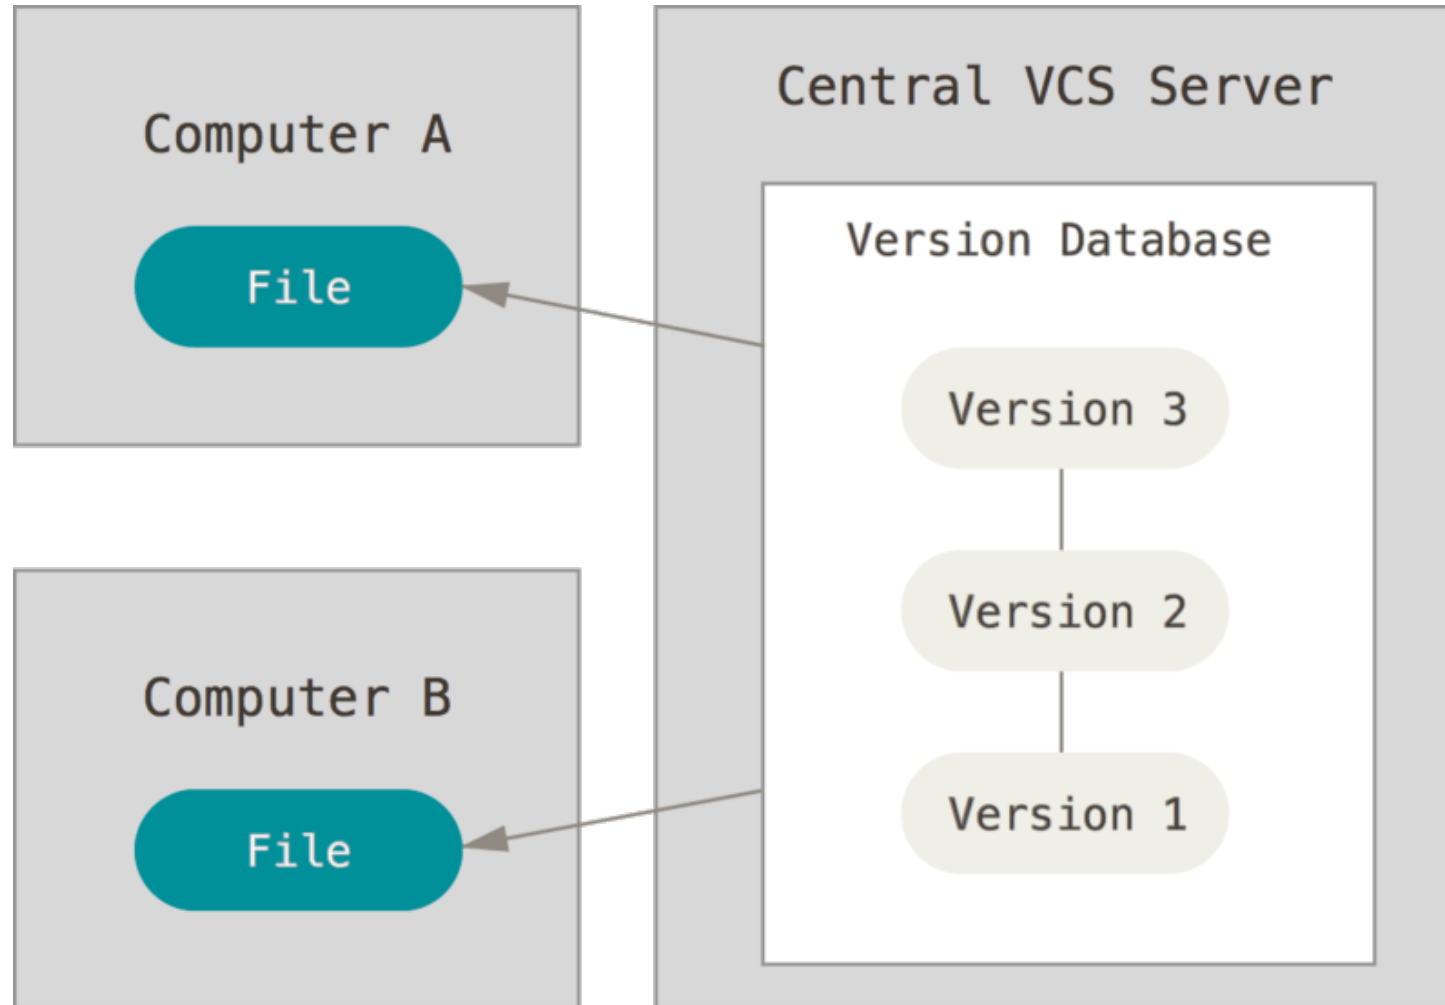 Computer A
File
Computer B
File
Central VCS Server
Version Database
Version 3
Version 2
Version 1